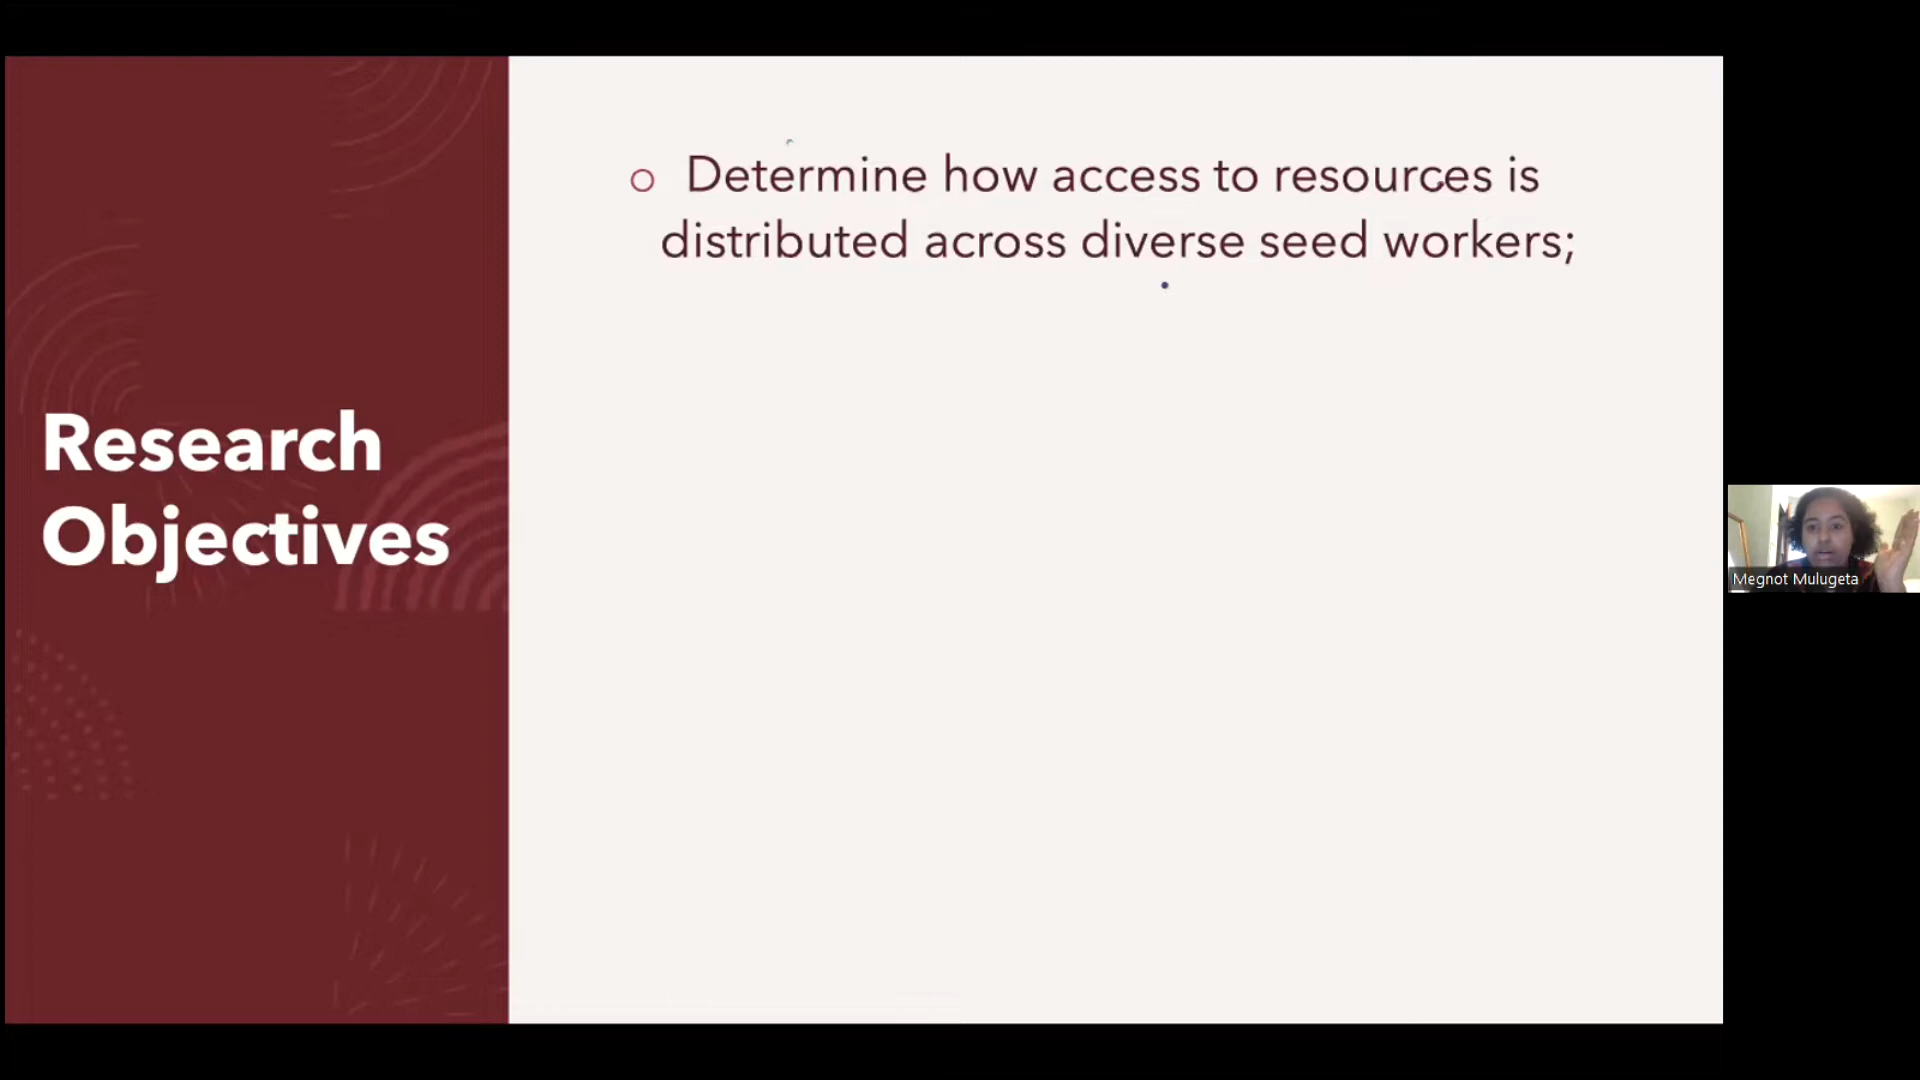 Research
Objectives
o Determine how access to resources is
distributed across diverse seed workers;
Megnot Mulugeta